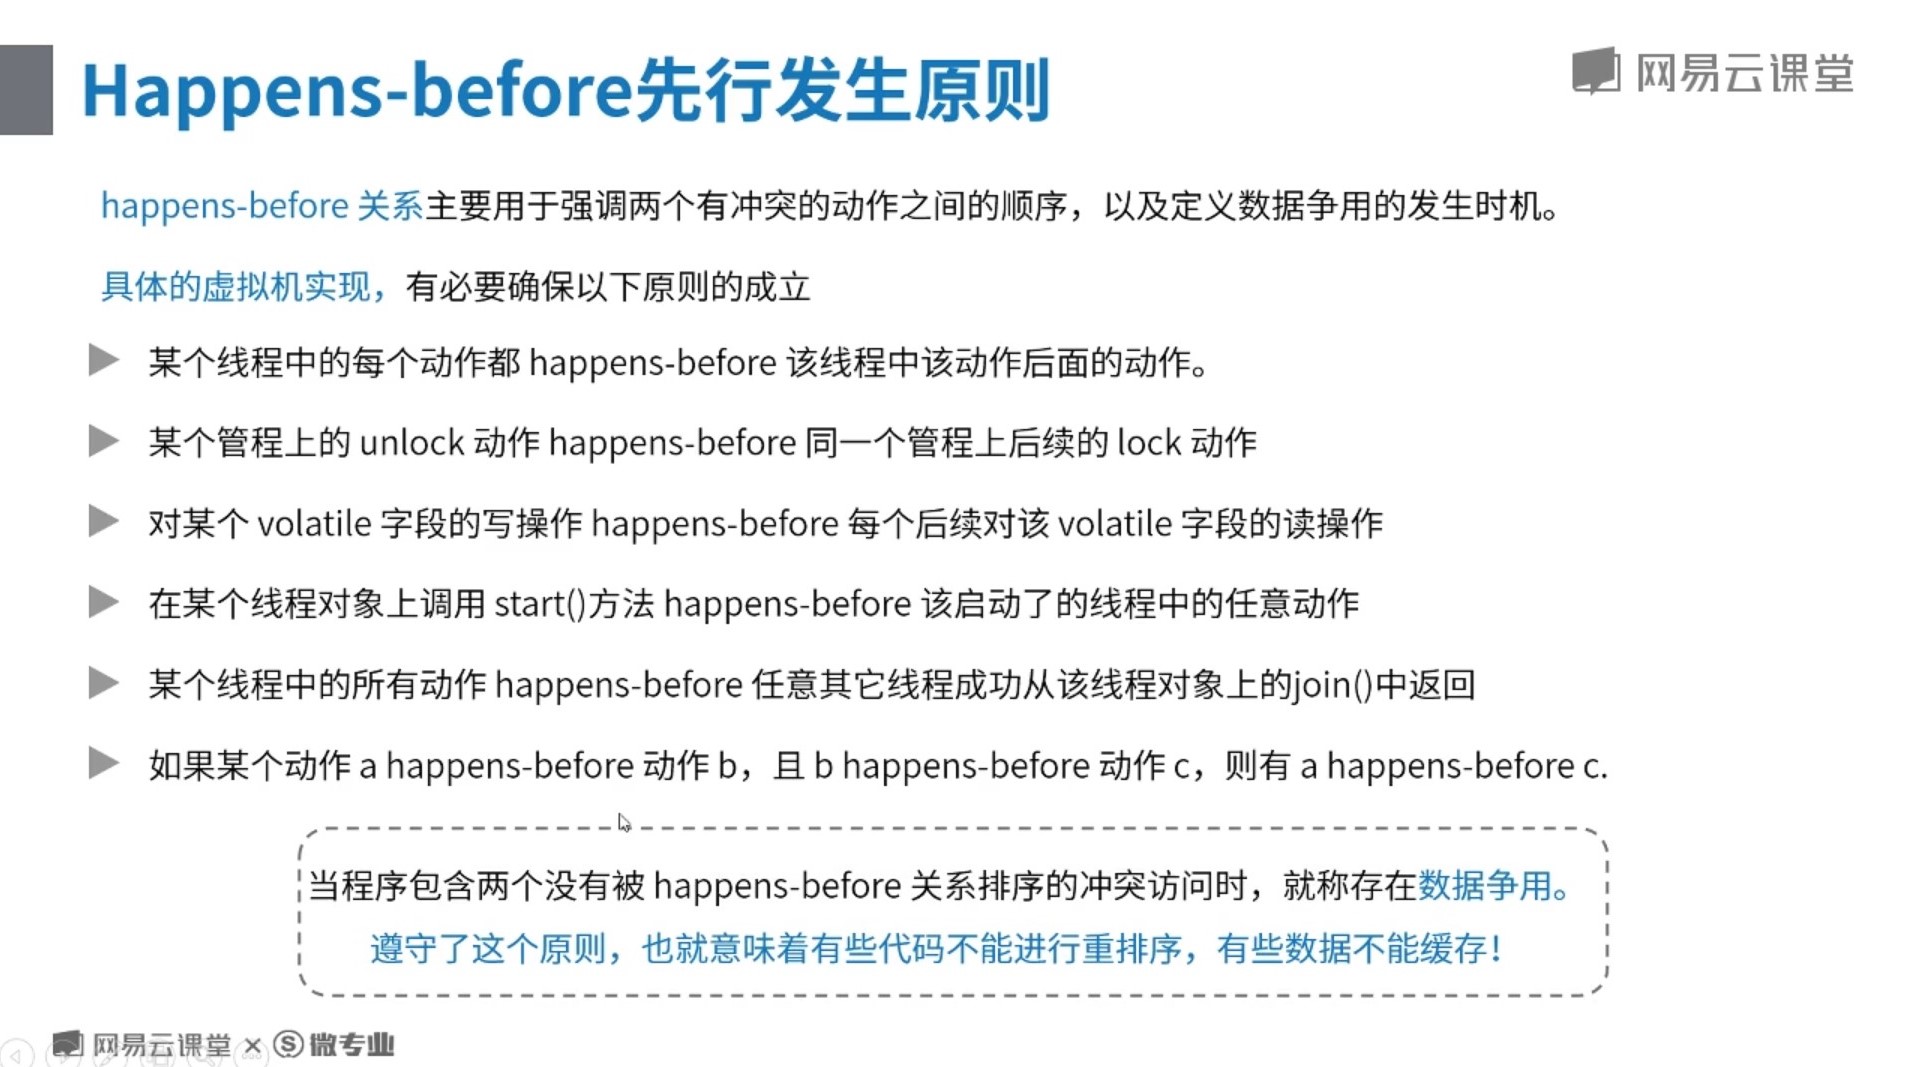 Happens-before先行发生原则
网易云课堂
happens-before 关系主要用于强调两个有冲突的动作之间的顺序，以及定义数据争用的发生时机。
具体的虚拟机实现，有必要确保以下原则的成立
某个线程中的每个动作都 happens-before 该线程中该动作后面的动作。
某个管程上的 unlock 动作 happens-before 同一个管程上后续的 lock 动作
对某个 volatile 字段的写操作 happens-before 每个后续对该 volatile 字段的读操作
在某个线程对象上调用 start()方法 happens-before 该启动了的线程中的任意动作
某个线程中的所有动作 happens-before 任意其它线程成功从该线程对象上的join()中返回
如果某个动作 a happens-before 动作 b，且 b happens-before 动作 c，则有 a happens-before c.
当程序包含两个没有被 happens-before 关系排序的冲突访问时，就称存在数据争用。
遵守了这个原则，也就意味着有些代码不能进行重排序，有些数据不能缓存！
网易云课堂 × 微专业